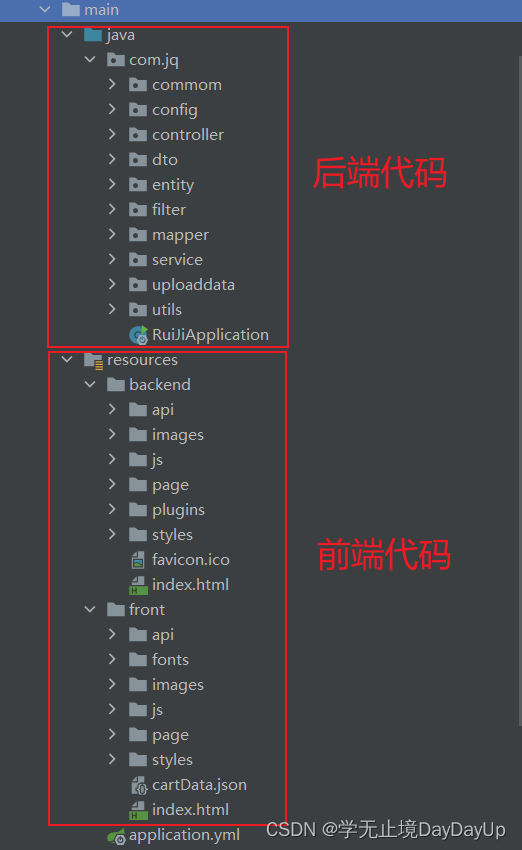 main
java
com.jq
commom
config
controller
dto
entity
filter
mapper
service
uploaddata
utils
RuiJiApplication
后端代码
resources
backend
api
images
js
page
plugins
styles
favicon.ico
index.html
front
api
fonts
images
js
page
styles
cartData.json
index.html
前端代码
application.yml
CSDN @学无止境DayDayUp